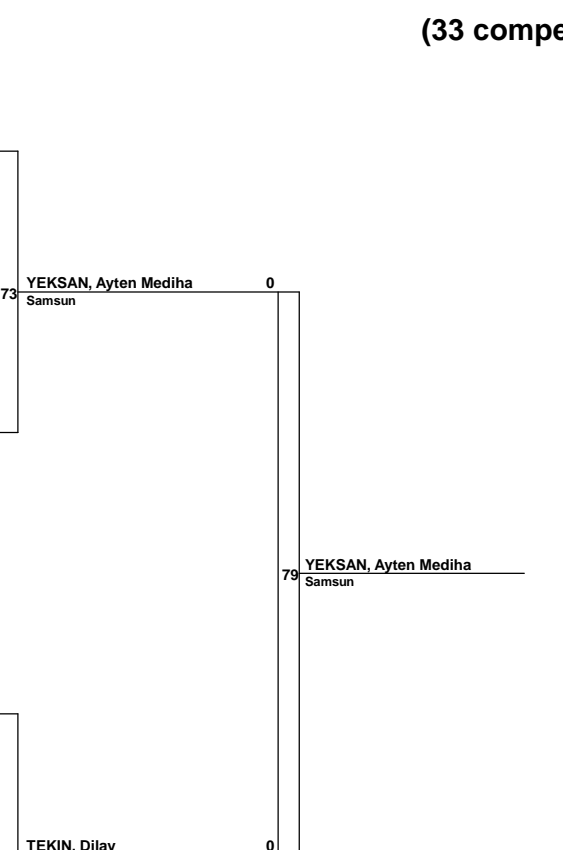 (33 compe
YEKSAN, Ayten Mediha 0
73
Samsun
YEKSAN, Ayten Mediha
79
Samsun
TEKIN, Dilay 0